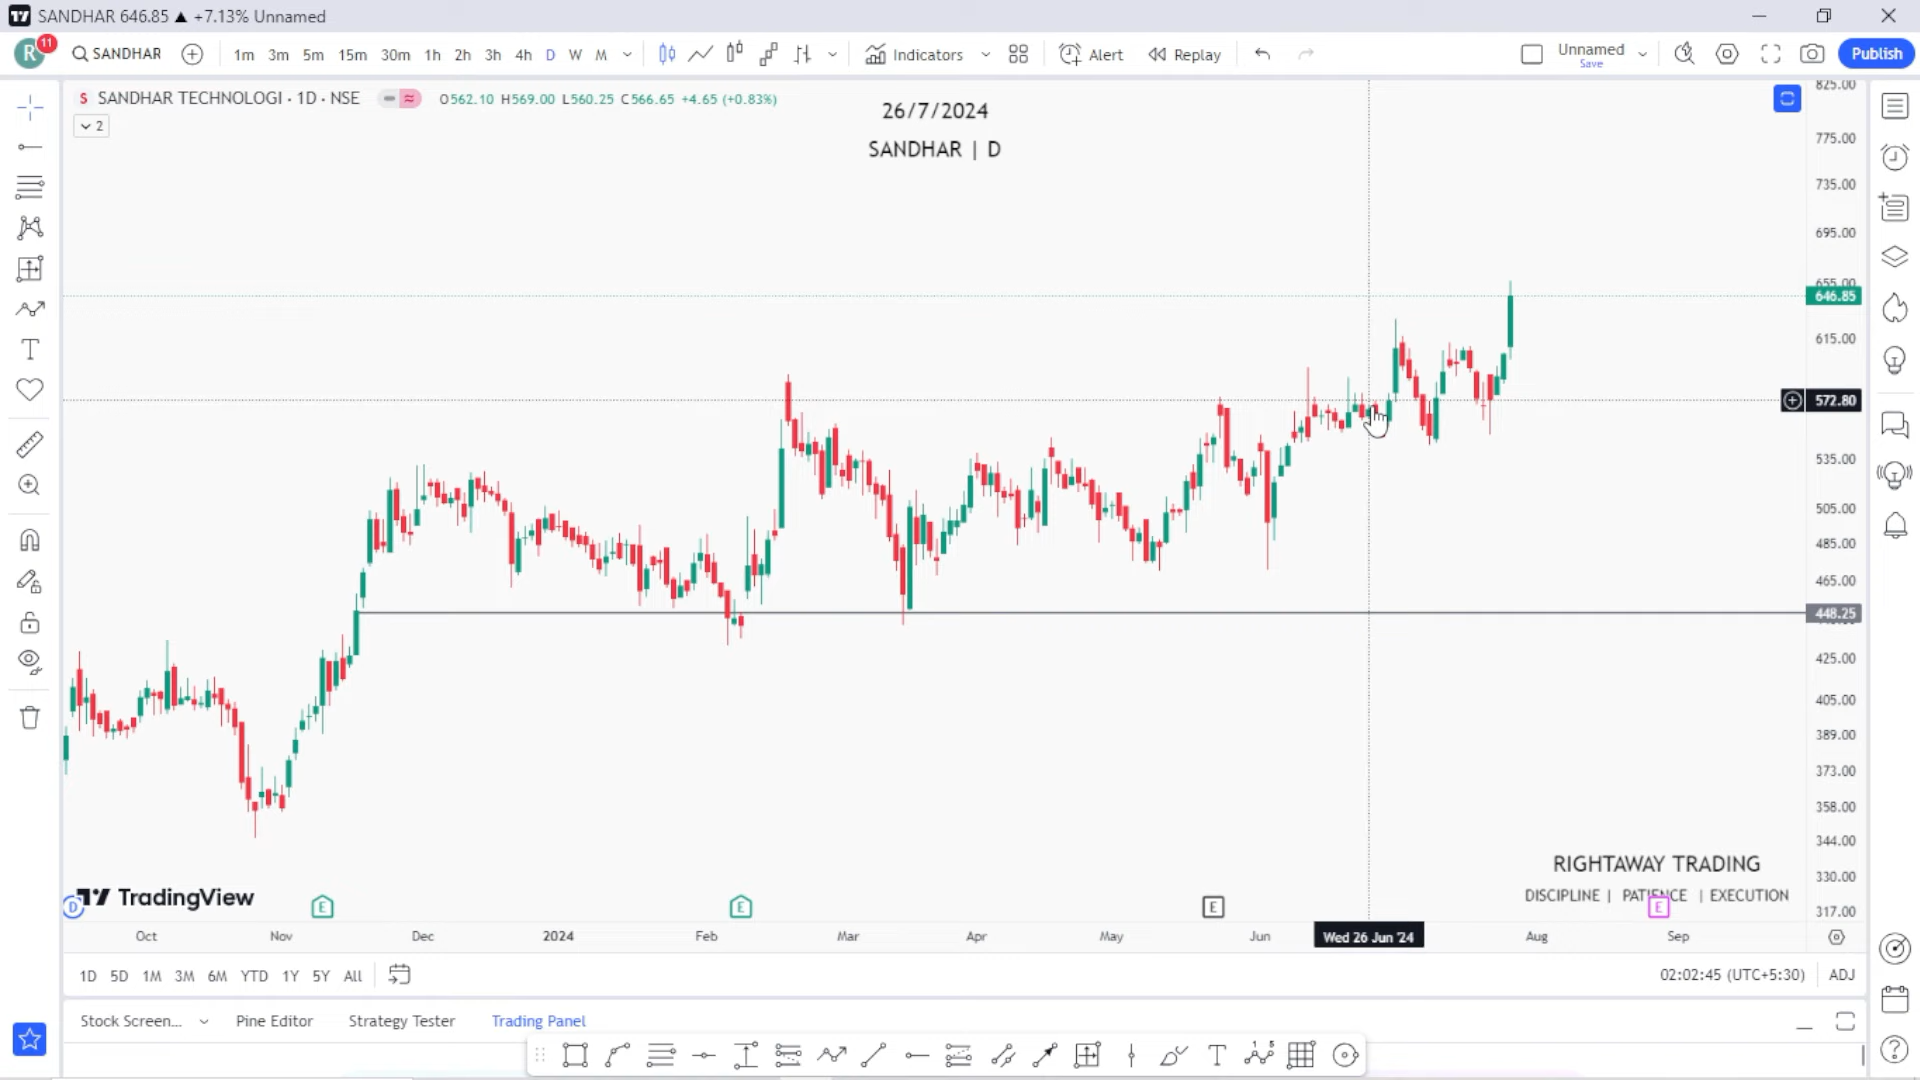 SANDHAR 646.85 ▲ +7.13% Unnamed
R 11 SANDHAR 1m 3m 5m 15m 30m 1h 2h 3h 4h D W M Indicators Alert Replay Unnamed Save Publish
S SANDHAR TECHNOLOGI · 1D · NSE O562.10 H569.00 L560.25 C566.65 +4.65 (+0.83%)
2
26/7/2024
SANDHAR | D
825.00
775.00
735.00
695.00
655.00
646.85
615.00
572.80
535.00
505.00
485.00
465.00
448.25
425.00
405.00
389.00
373.00
358.00
344.00
330.00
317.00
RIGHTAWAY TRADING
DISCIPLINE | PATIENCE | EXECUTION
TradingView
D E E E E
Oct Nov Dec 2024 Feb Mar Apr May Jun Wed 26 Jun '24 Aug Sep
1D 5D 1M 3M 6M YTD 1Y 5Y All 02:02:45 (UTC+5:30) ADJ
Stock Screen... Pine Editor Strategy Tester Trading Panel